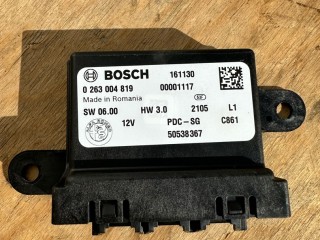 BOSCH 161130
0 263 004 819 00001117
Made in Romania
SW 06.00 HW 3.0 2105 L1
12V PDC-SG C861
50538367